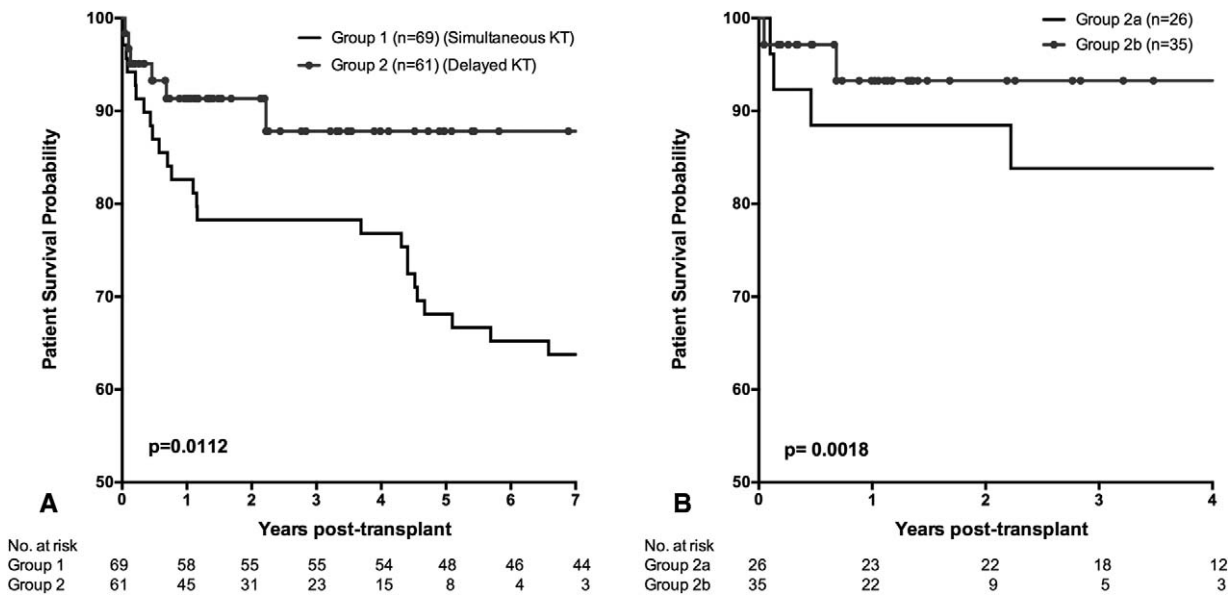 Patient Survival Probability
100
90
80
70
60
50
Group 1 (n=69) (Simultaneous KT)
Group 2 (n=61) (Delayed KT)
p=0.0112
0 1 2 3 4 5 6 7
A
Years post-transplant
No. at risk
Group 1 69 58 55 55 54 48 46 44
Group 2 61 45 31 23 15 8 4 3
Patient Survival Probability
100
90
80
70
60
50
Group 2a (n=26)
Group 2b (n=35)
p= 0.0018
0 1 2 3 4
B
Years post-transplant
No. at risk
Group 2a 26 23 22 18 12
Group 2b 35 22 9 5 3